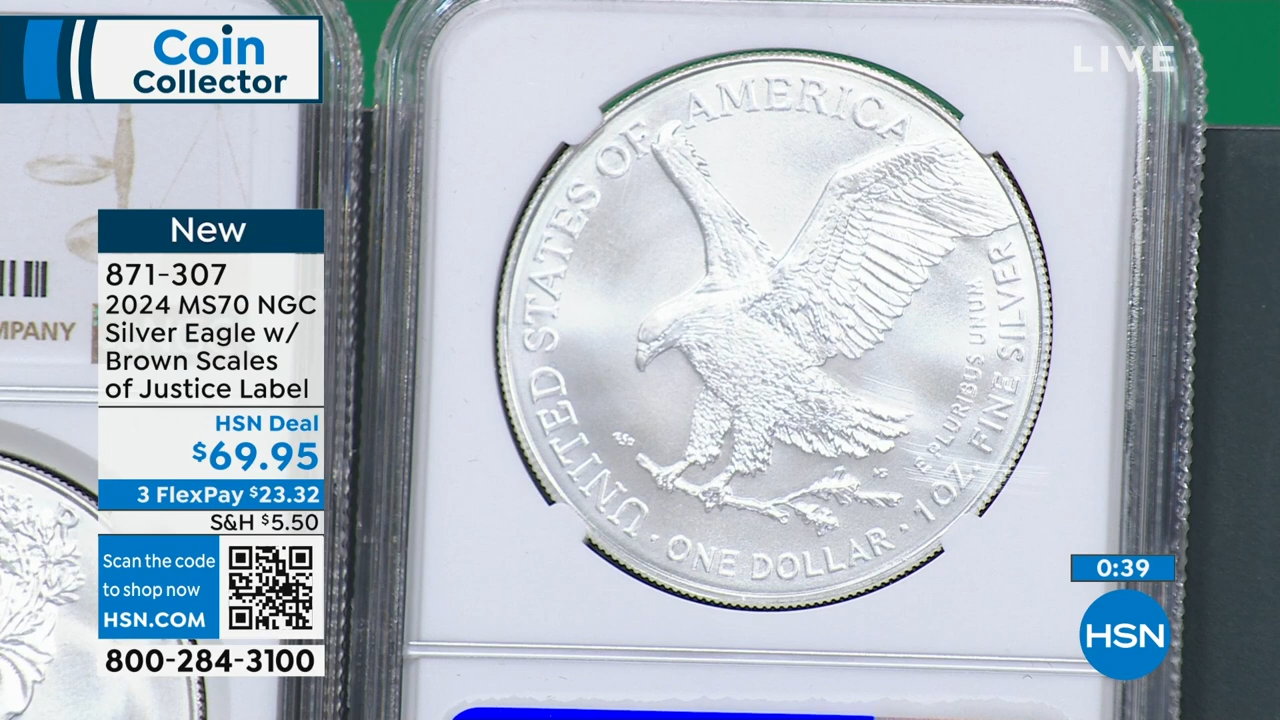 Coin
Collector
LIVE
New
871-307
2024 MS70 NGC
Silver Eagle w/
Brown Scales
of Justice Label
HSN Deal
$69.95
3 FlexPay $23.32
S&H $5.50
Scan the code
to shop now
HSN.COM
800-284-3100
MPANY
UNITED STATES OF AMERICA
E PLURIBUS UNUM
1 OZ. FINE SILVER
• ONE DOLLAR •
0:39
HSN